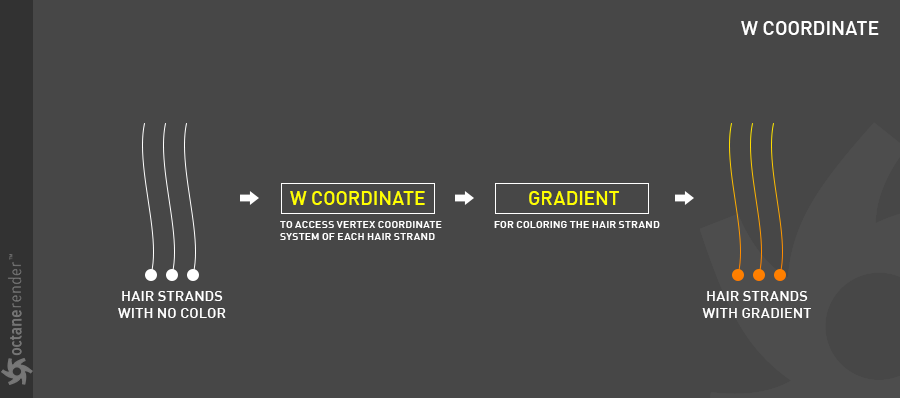 W COORDINATE
W COORDINATE
TO ACCESS VERTEX COORDINATE
SYSTEM OF EACH HAIR STRAND
GRADIENT
FOR COLORING THE HAIR STRAND
HAIR STRANDS
WITH NO COLOR
HAIR STRANDS
WITH GRADIENT
octanerender™